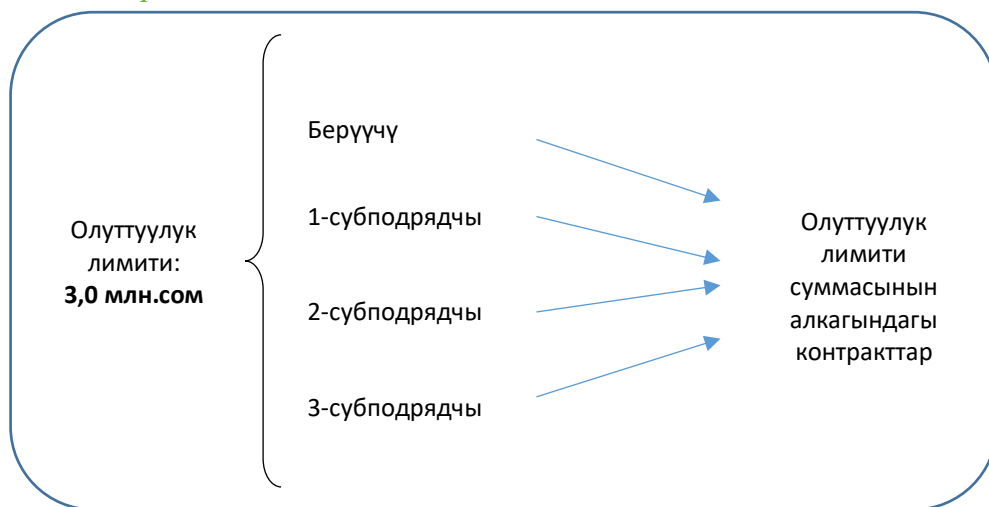 Олуттуулук
лимити:
3,0 млн.сом
Берүүчү
1-субподрядчы
2-субподрядчы
3-субподрядчы
Олуттуулук
лимити
суммасынын
алкагындагы
контракттар